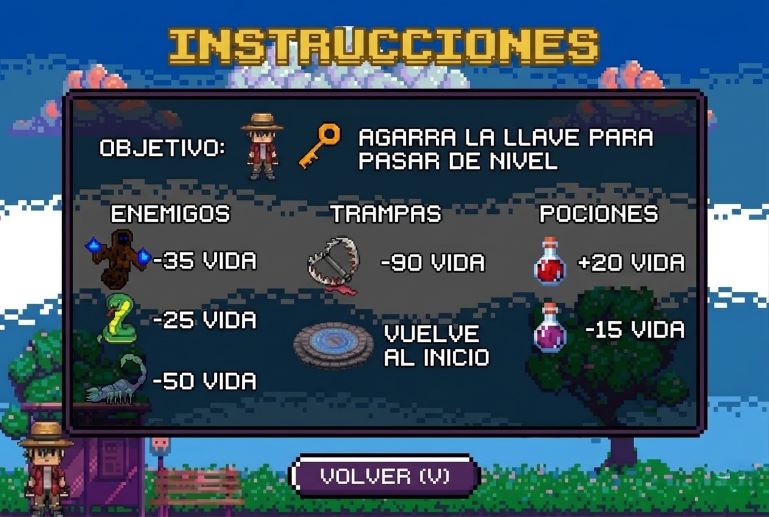 INSTRUCCIONES
OBJETIVO:
AGARRA LA LLAVE PARA
PASAR DE NIVEL
ENEMIGOS
-35 VIDA
-25 VIDA
-50 VIDA
TRAMPAS
-90 VIDA
VUELVE
AL INICIO
POCIONES
+20 VIDA
-15 VIDA
VOLVER (V)